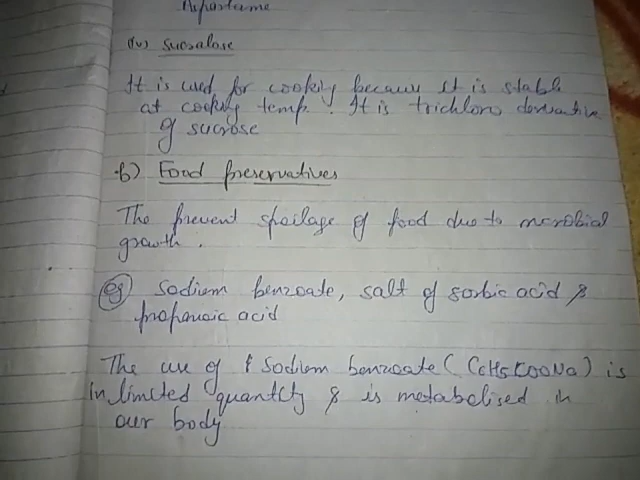 Aspartame
(iv) Sucralose
It is used for cooking because it is stable
at cooking temp. It is trichloro derivative
of sucrose
b) Food preservatives
The prevent spoilage of food due to microbial
growth.
eg) sodium benzoate, salt of sorbic acid &
propanoic acid
The use of sodium benzoate (C6H5COONa) is
in limited quantity & is metabolised in
our body